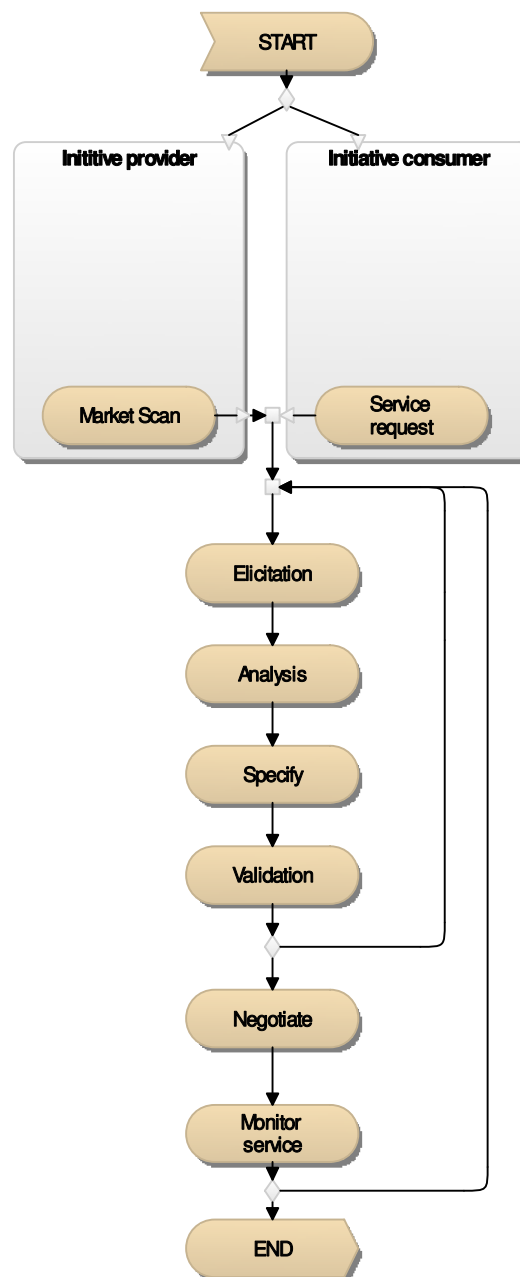 START
Inititive provider
Initiative consumer
Market Scan
Service
request
Elicitation
Analysis
Specify
Validation
Negotiate
Monitor
service
END